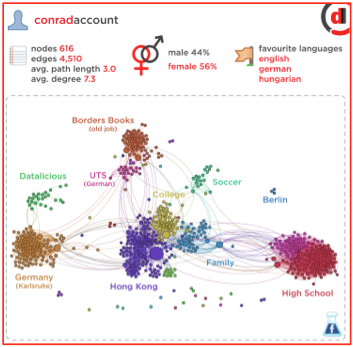 conradaccount
nodes 616
edges 4,510
avg. path length 3.0
avg. degree 7.3
male 44%
female 56%
favourite languages
english
german
hungarian
d
Borders Books
(old job)
Datalicious
UTS
(German)
Soccer
College
Berlin
Germany
(Karlsruhe)
Hong Kong
Family
High School
f